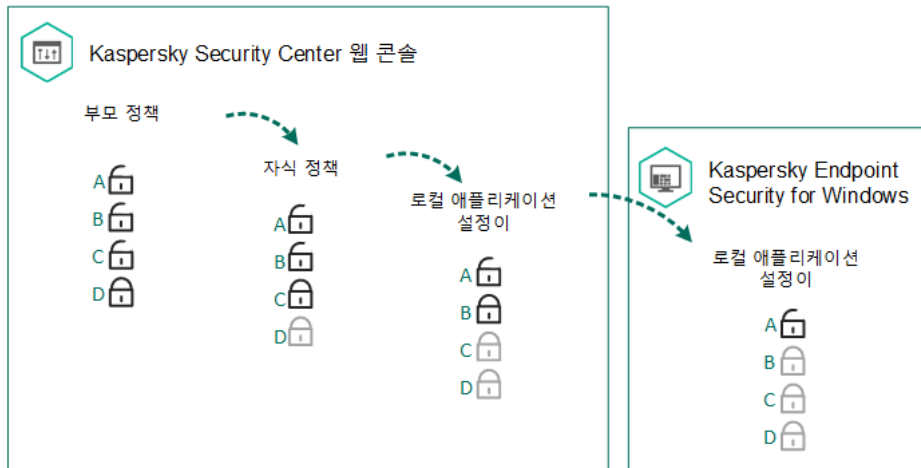 Kaspersky Security Center 웹 콘솔
부모 정책
A
B
C
D
자식 정책
A
B
C
D
로컬 애플리케이션
설정이
A
B
C
D
Kaspersky Endpoint
Security for Windows
로컬 애플리케이션
설정이
A
B
C
D